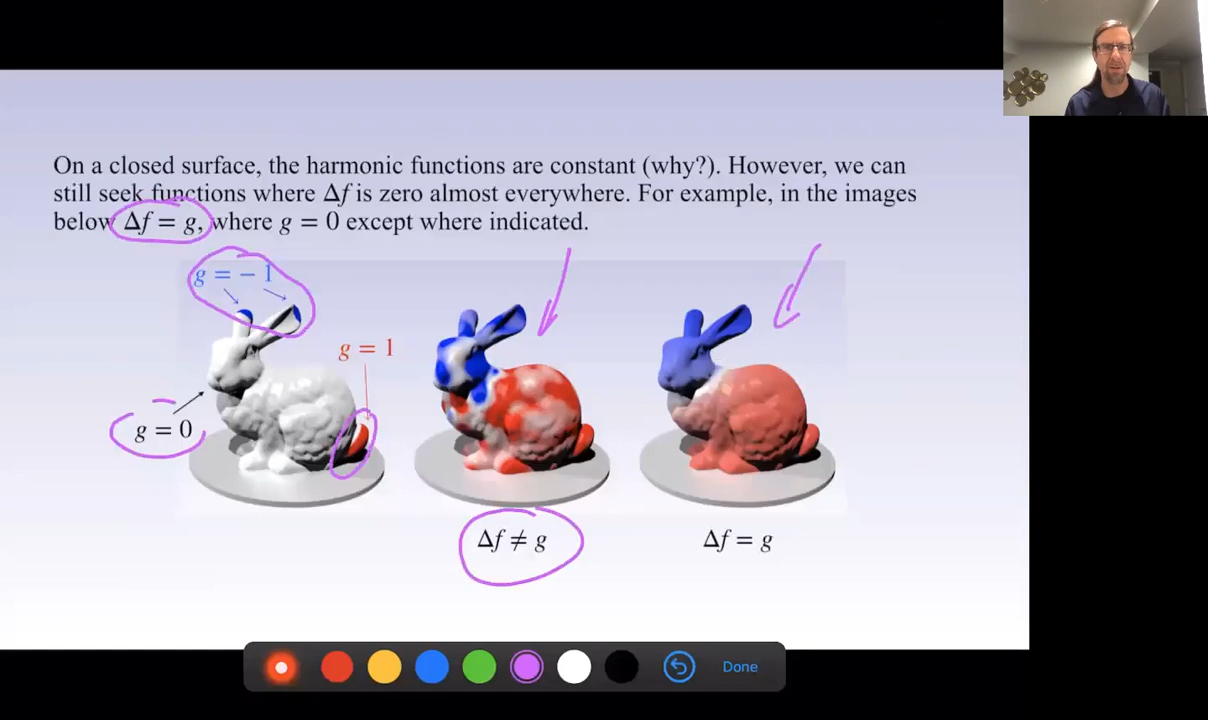 On a closed surface, the harmonic functions are constant (why?). However, we can
still seek functions where Δf is zero almost everywhere. For example, in the images
below Δf = g, where g = 0 except where indicated.
g = − 1
g = 1
g = 0
Δf ≠ g
Δf = g
Done